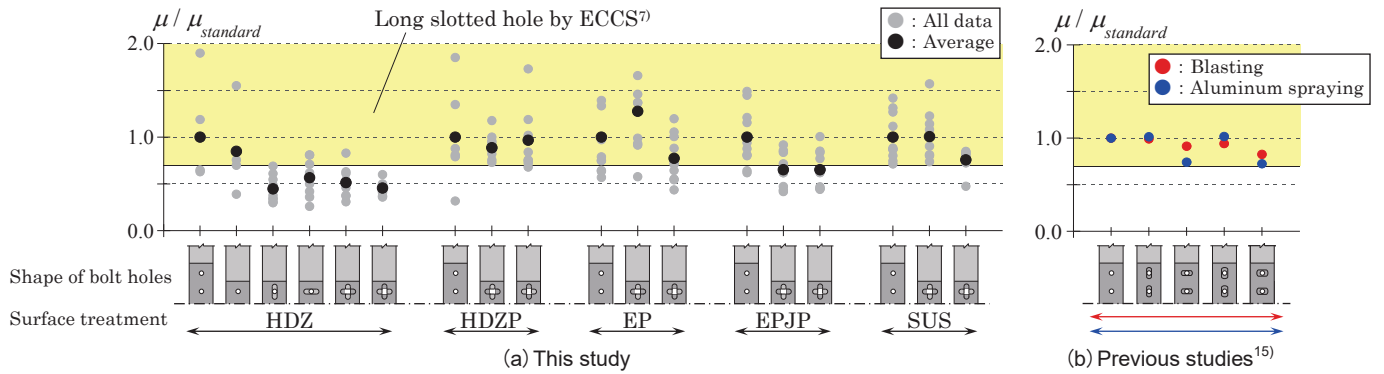 μ / μstandard
Long slotted hole by ECCS7)
: All data
: Average
2.0
1.0
0.0
Shape of bolt holes
Surface treatment
HDZ
HDZP
EP
EPJP
SUS
(a) This study
μ / μstandard
: Blasting
: Aluminum spraying
2.0
1.0
0.0
(b) Previous studies15)